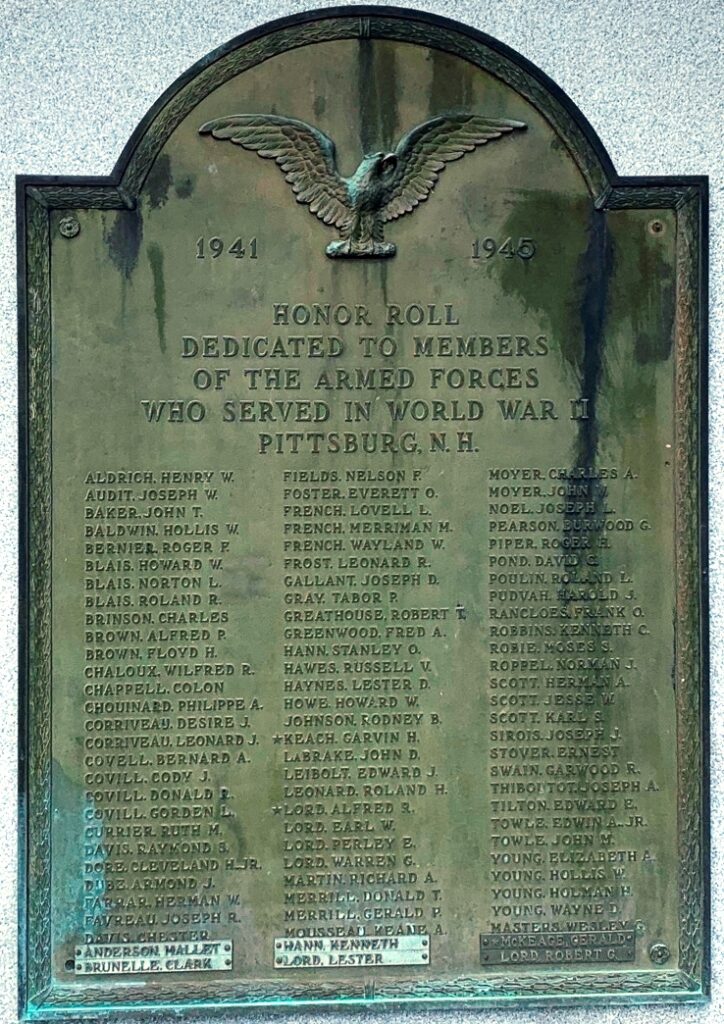 1941 1945
HONOR ROLL
DEDICATED TO MEMBERS
OF THE ARMED FORCES
WHO SERVED IN WORLD WAR II
PITTSBURG, N.H.
ALDRICH, HENRY W.
AUDIT, JOSEPH W.
BAKER, JOHN T.
BALDWIN, HOLLIS W.
BERNIER, ROGER F.
BLAIS, HOWARD W.
BLAIS, NORTON L.
BLAIS, ROLAND R.
BRINSON, CHARLES
BROWN, ALFRED P.
BROWN, FLOYD H.
CHALOUX, WILFRED R.
CHAPPELL, COLON
CHOUINARD, PHILIPPE A.
CORRIVEAU, DESIRE J.
CORRIVEAU, LEONARD J.
COVELL, BERNARD A.
COVILL, CODY J.
COVILL, DONALD R.
COVILL, GORDEN L.
CURRIER, RUTH M.
DAVIS, RAYMOND S.
DORE, CLEVELAND H. JR.
DUBE, ARMOND J.
FARRAR, HERMAN W.
FAVREAU, JOSEPH R.
DAVIS, CHESTER
ANDERSON, HALLET
BRUNELLE, CLARK
FIELDS, NELSON F.
FOSTER, EVERETT O.
FRENCH, LOVELL L.
FRENCH, MERRIMAN M.
FRENCH, WAYLAND W.
FROST, LEONARD R.
GALLANT, JOSEPH D.
GRAY, TABOR P.
GREATHOUSE, ROBERT T.
GREENWOOD, FRED A.
HANN, STANLEY O.
HAWES, RUSSELL V.
HAYNES, LESTER D.
HOWE, HOWARD W.
JOHNSON, RODNEY B.
★KEACH, GARVIN H.
LABRAKE, JOHN D.
LEIBOLT, EDWARD J.
LEONARD, ROLAND H.
★LORD, ALFRED R.
LORD, EARL W.
LORD, PERLEY E.
LORD, WARREN G.
MARTIN, RICHARD A.
MERRILL, DONALD T.
MERRILL, GERALD P.
MOUSSEAU, KEANE A.
HANN, KENNETH
LORD, LESTER
MOYER, CHARLES A.
MOYER, JOHN
NOEL, JOSEPH L.
PEARSON, BURWOOD G.
PIPER, ROGER H.
POND, DAVID
POULIN, ROLAND L.
PUDVAH, HAROLD J.
RANCLOES, FRANK O.
ROBBINS, KENNETH C.
ROBIE, MOSES S.
ROPPEL, NORMAN J.
SCOTT, HERMAN A.
SCOTT, JESSE W.
SCOTT, KARL S.
SIROIS, JOSEPH J.
STOVER, ERNEST
SWAIN, GARWOOD R.
THIBOUTOT, JOSEPH A.
TILTON, EDWARD E.
TOWLE, EDWIN A. JR.
TOWLE, JOHN M.
YOUNG, ELIZABETH A.
YOUNG, HOLLIS W.
YOUNG, HOLMAN H.
YOUNG, WAYNE D.
MASTERS, WESLEY
★McKEAGE, GERALD
LORD, ROBERT G.